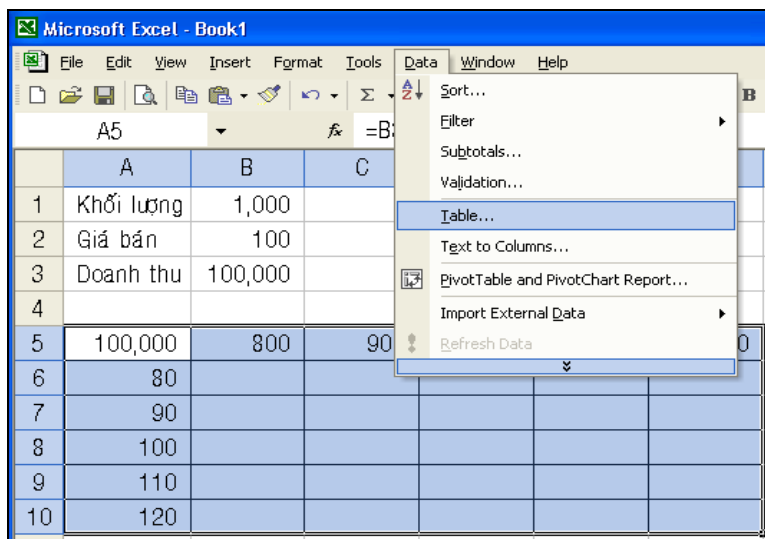 Microsoft Excel - Book1
File Edit View Insert Format Tools Data Window Help
Σ B
A5 fx =B
A B C
1 Khối lượng 1,000
2 Giá bán 100
3 Doanh thu 100,000
4
5 100,000 800 90 0
6 80
7 90
8 100
9 110
10 120
Sort...
Filter
Subtotals...
Validation...
Table...
Text to Columns...
PivotTable and PivotChart Report...
Import External Data
Refresh Data